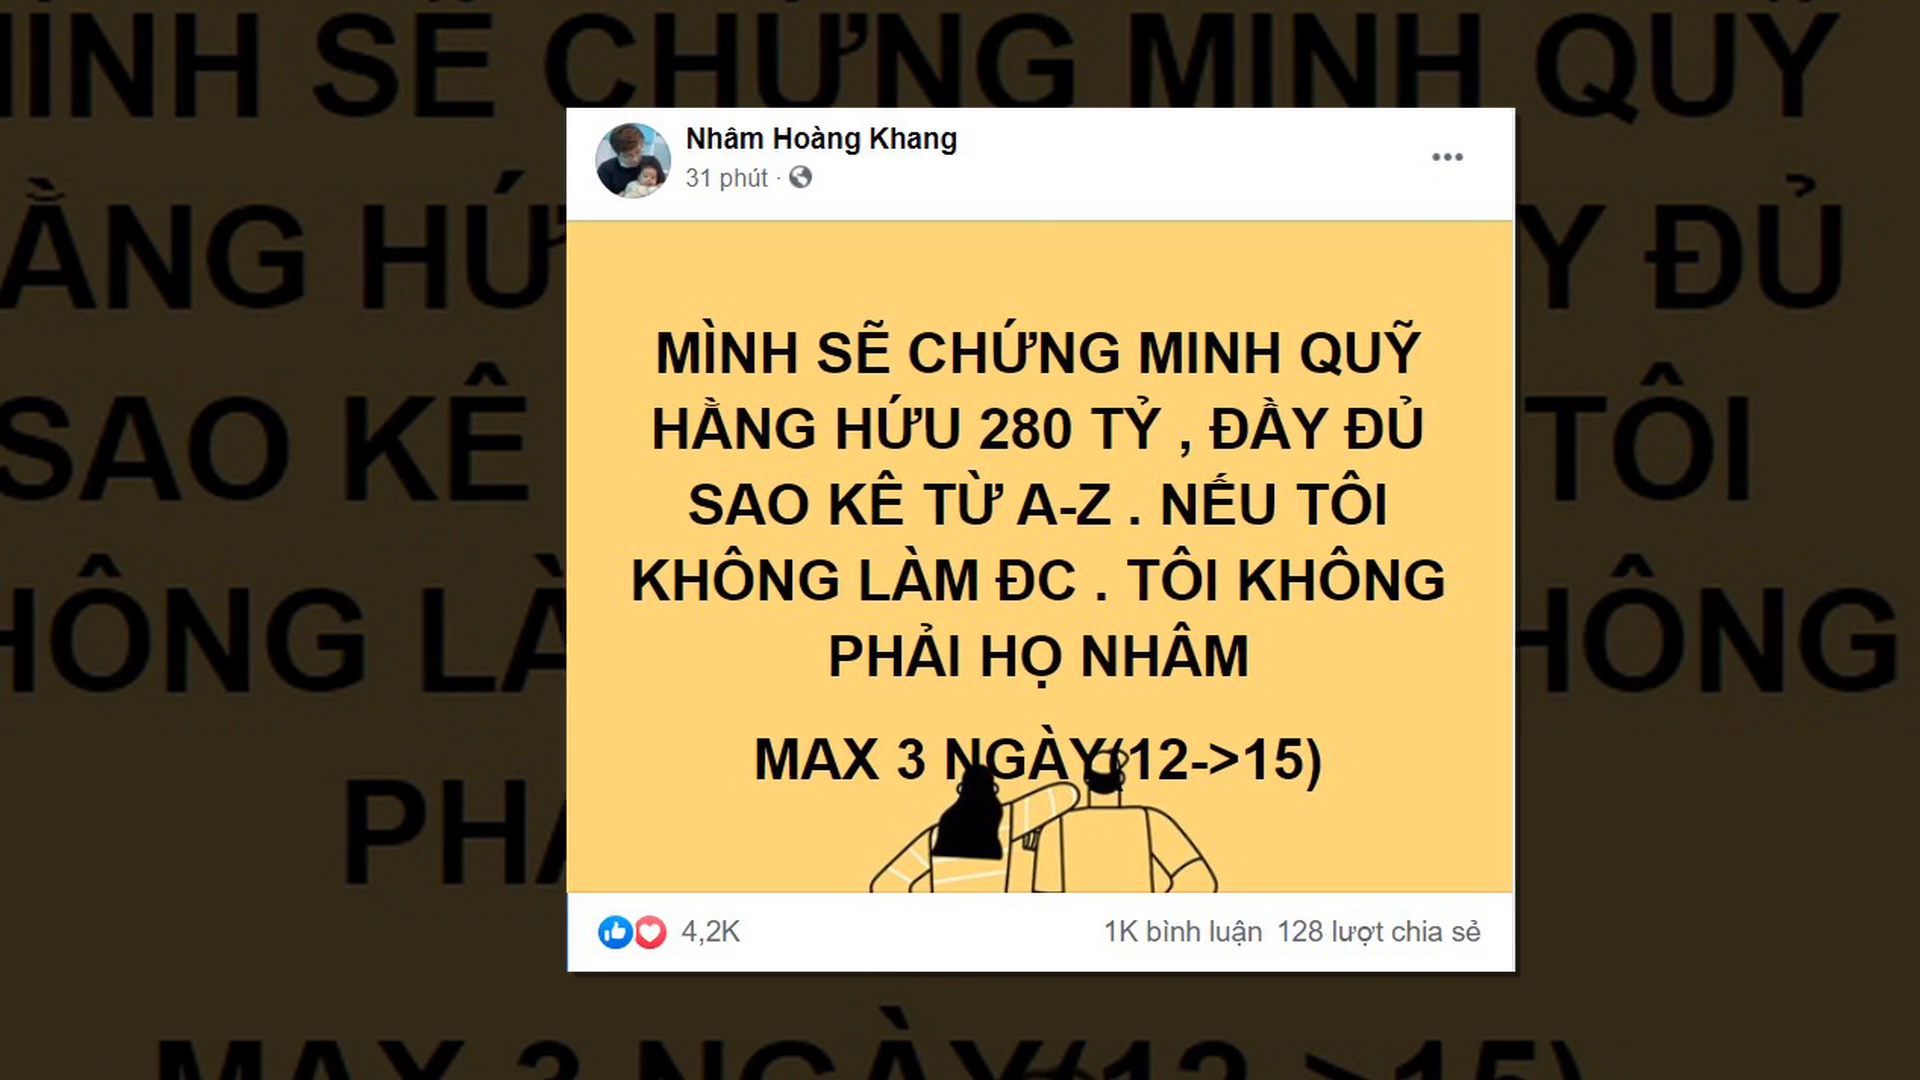 Nhâm Hoàng Khang
31 phút ·
MÌNH SẼ CHỨNG MINH QUỸ
HẰNG HỨU 280 TỶ , ĐẦY ĐỦ
SAO KÊ TỪ A-Z . NẾU TÔI
KHÔNG LÀM ĐC . TÔI KHÔNG
PHẢI HỌ NHÂM
MAX 3 NGÀY(12->15)
4,2K
1K bình luận 128 lượt chia sẻ